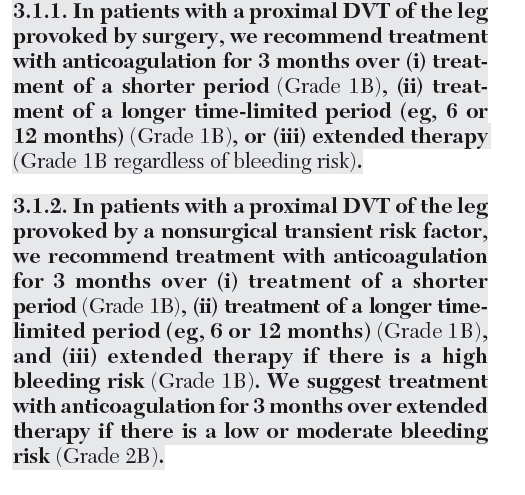 3.1.1. In patients with a proximal DVT of the leg
provoked by surgery, we recommend treatment
with anticoagulation for 3 months over (i) treat-
ment of a shorter period (Grade 1B), (ii) treat-
ment of a longer time-limited period (eg, 6 or
12 months) (Grade 1B), or (iii) extended therapy
(Grade 1B regardless of bleeding risk).
3.1.2. In patients with a proximal DVT of the leg
provoked by a nonsurgical transient risk factor,
we recommend treatment with anticoagulation
for 3 months over (i) treatment of a shorter
period (Grade 1B), (ii) treatment of a longer time-
limited period (eg, 6 or 12 months) (Grade 1B),
and (iii) extended therapy if there is a high
bleeding risk (Grade 1B). We suggest treatment
with anticoagulation for 3 months over extended
therapy if there is a low or moderate bleeding
risk (Grade 2B).